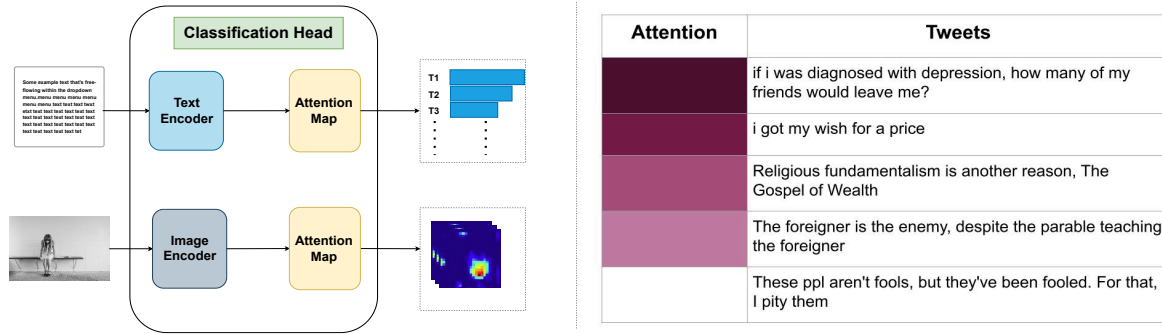 Classification Head
Some example text that's free-
flowing within the dropdown
menu.menu menu menu menu
menu menu text text text twxt
etxt text text text text text text
text text text text text text text
text text text text text text text
text text text text text tet
Text
Encoder
Attention
Map
T1
T2
T3
Image
Encoder
Attention
Map
Attention
Tweets
if i was diagnosed with depression, how many of my
friends would leave me?
i got my wish for a price
Religious fundamentalism is another reason, The
Gospel of Wealth
The foreigner is the enemy, despite the parable teaching
the foreigner
These ppl aren't fools, but they've been fooled. For that,
I pity them